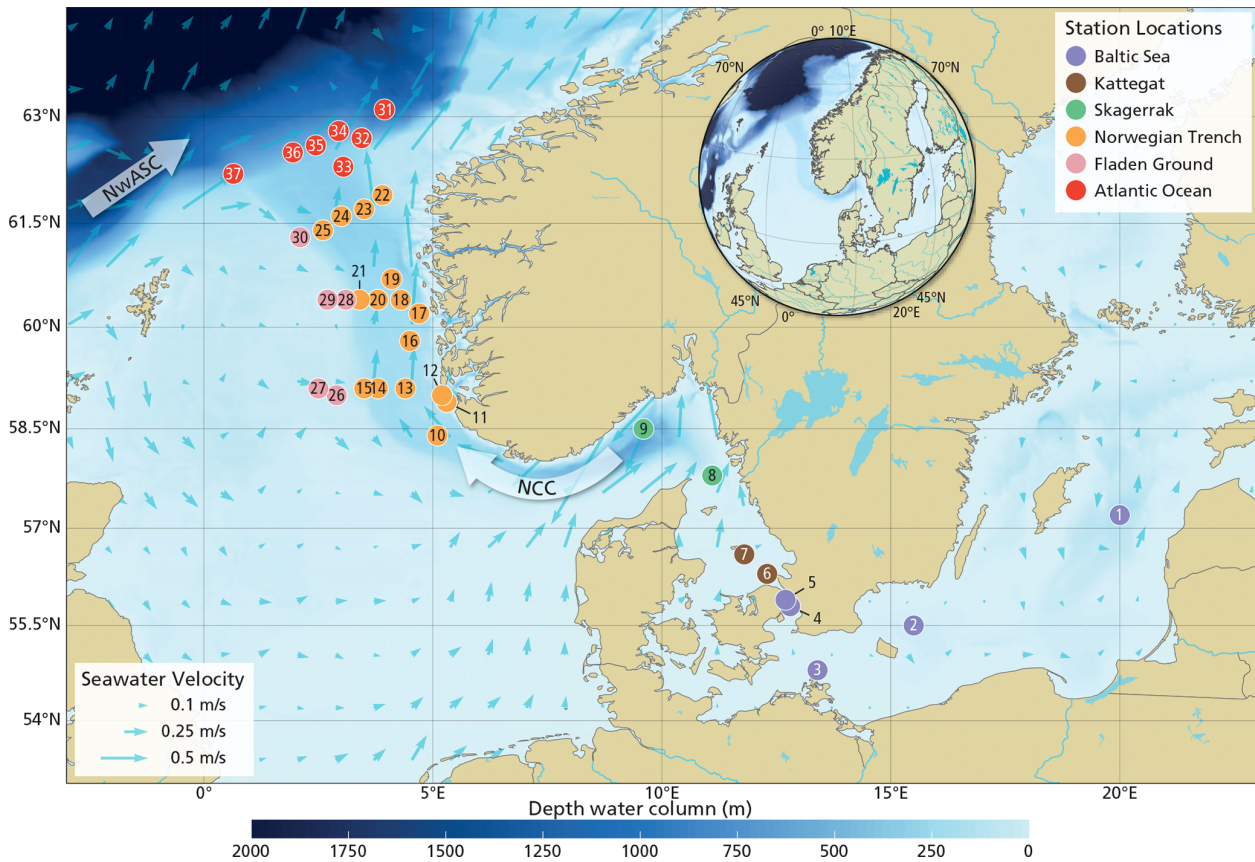 Station Locations
Baltic Sea
Kattegat
Skagerrak
Norwegian Trench
Fladen Ground
Atlantic Ocean
0° 10°E
70°N
70°N
45°N
45°N
0°
20°E
63°N
61.5°N
60°N
58.5°N
57°N
55.5°N
54°N
NwASC
31
34
32
35
36
33
37
22
23
24
25
30
21
19
29
28
20
18
17
16
12
27
26
15
14
13
11
10
9
NCC
8
1
7
6
5
4
2
3
Seawater Velocity
0.1 m/s
0.25 m/s
0.5 m/s
0°
5°E
10°E
15°E
20°E
Depth water column (m)
2000
1750
1500
1250
1000
750
500
250
0